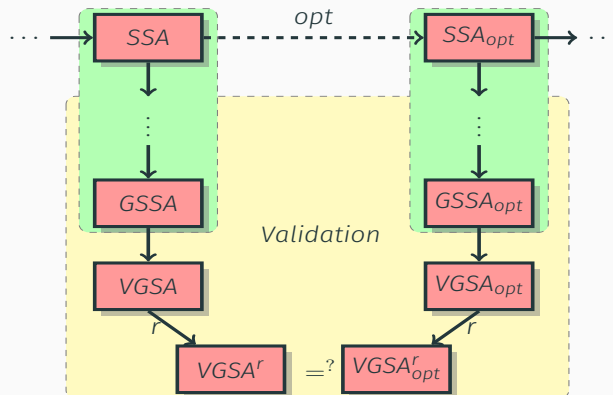 opt
⋯ SSA SSA_opt ⋯
⋮ ⋮
GSSA GSSA_opt
Validation
VGSA VGSA_opt
r r
VGSA^r =^? VGSA^r_opt